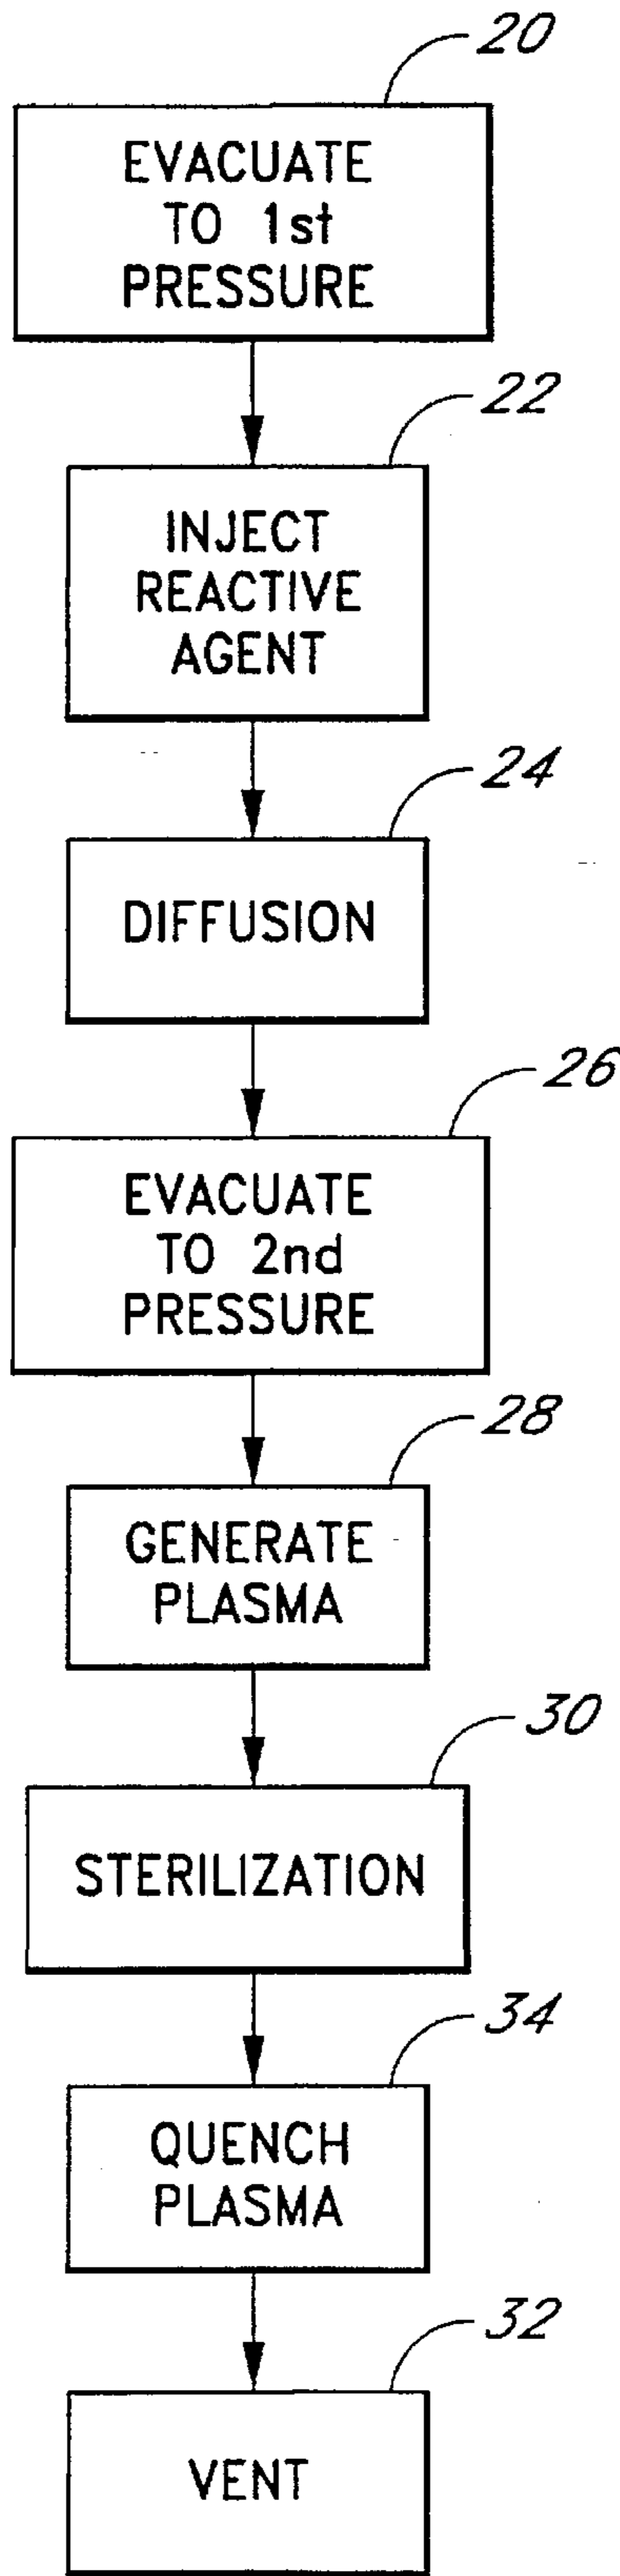 20
EVACUATE
TO 1st
PRESSURE
22
INJECT
REACTIVE
AGENT
24
DIFFUSION
26
EVACUATE
TO 2nd
PRESSURE
28
GENERATE
PLASMA
30
STERILIZATION
34
QUENCH
PLASMA
32
VENT